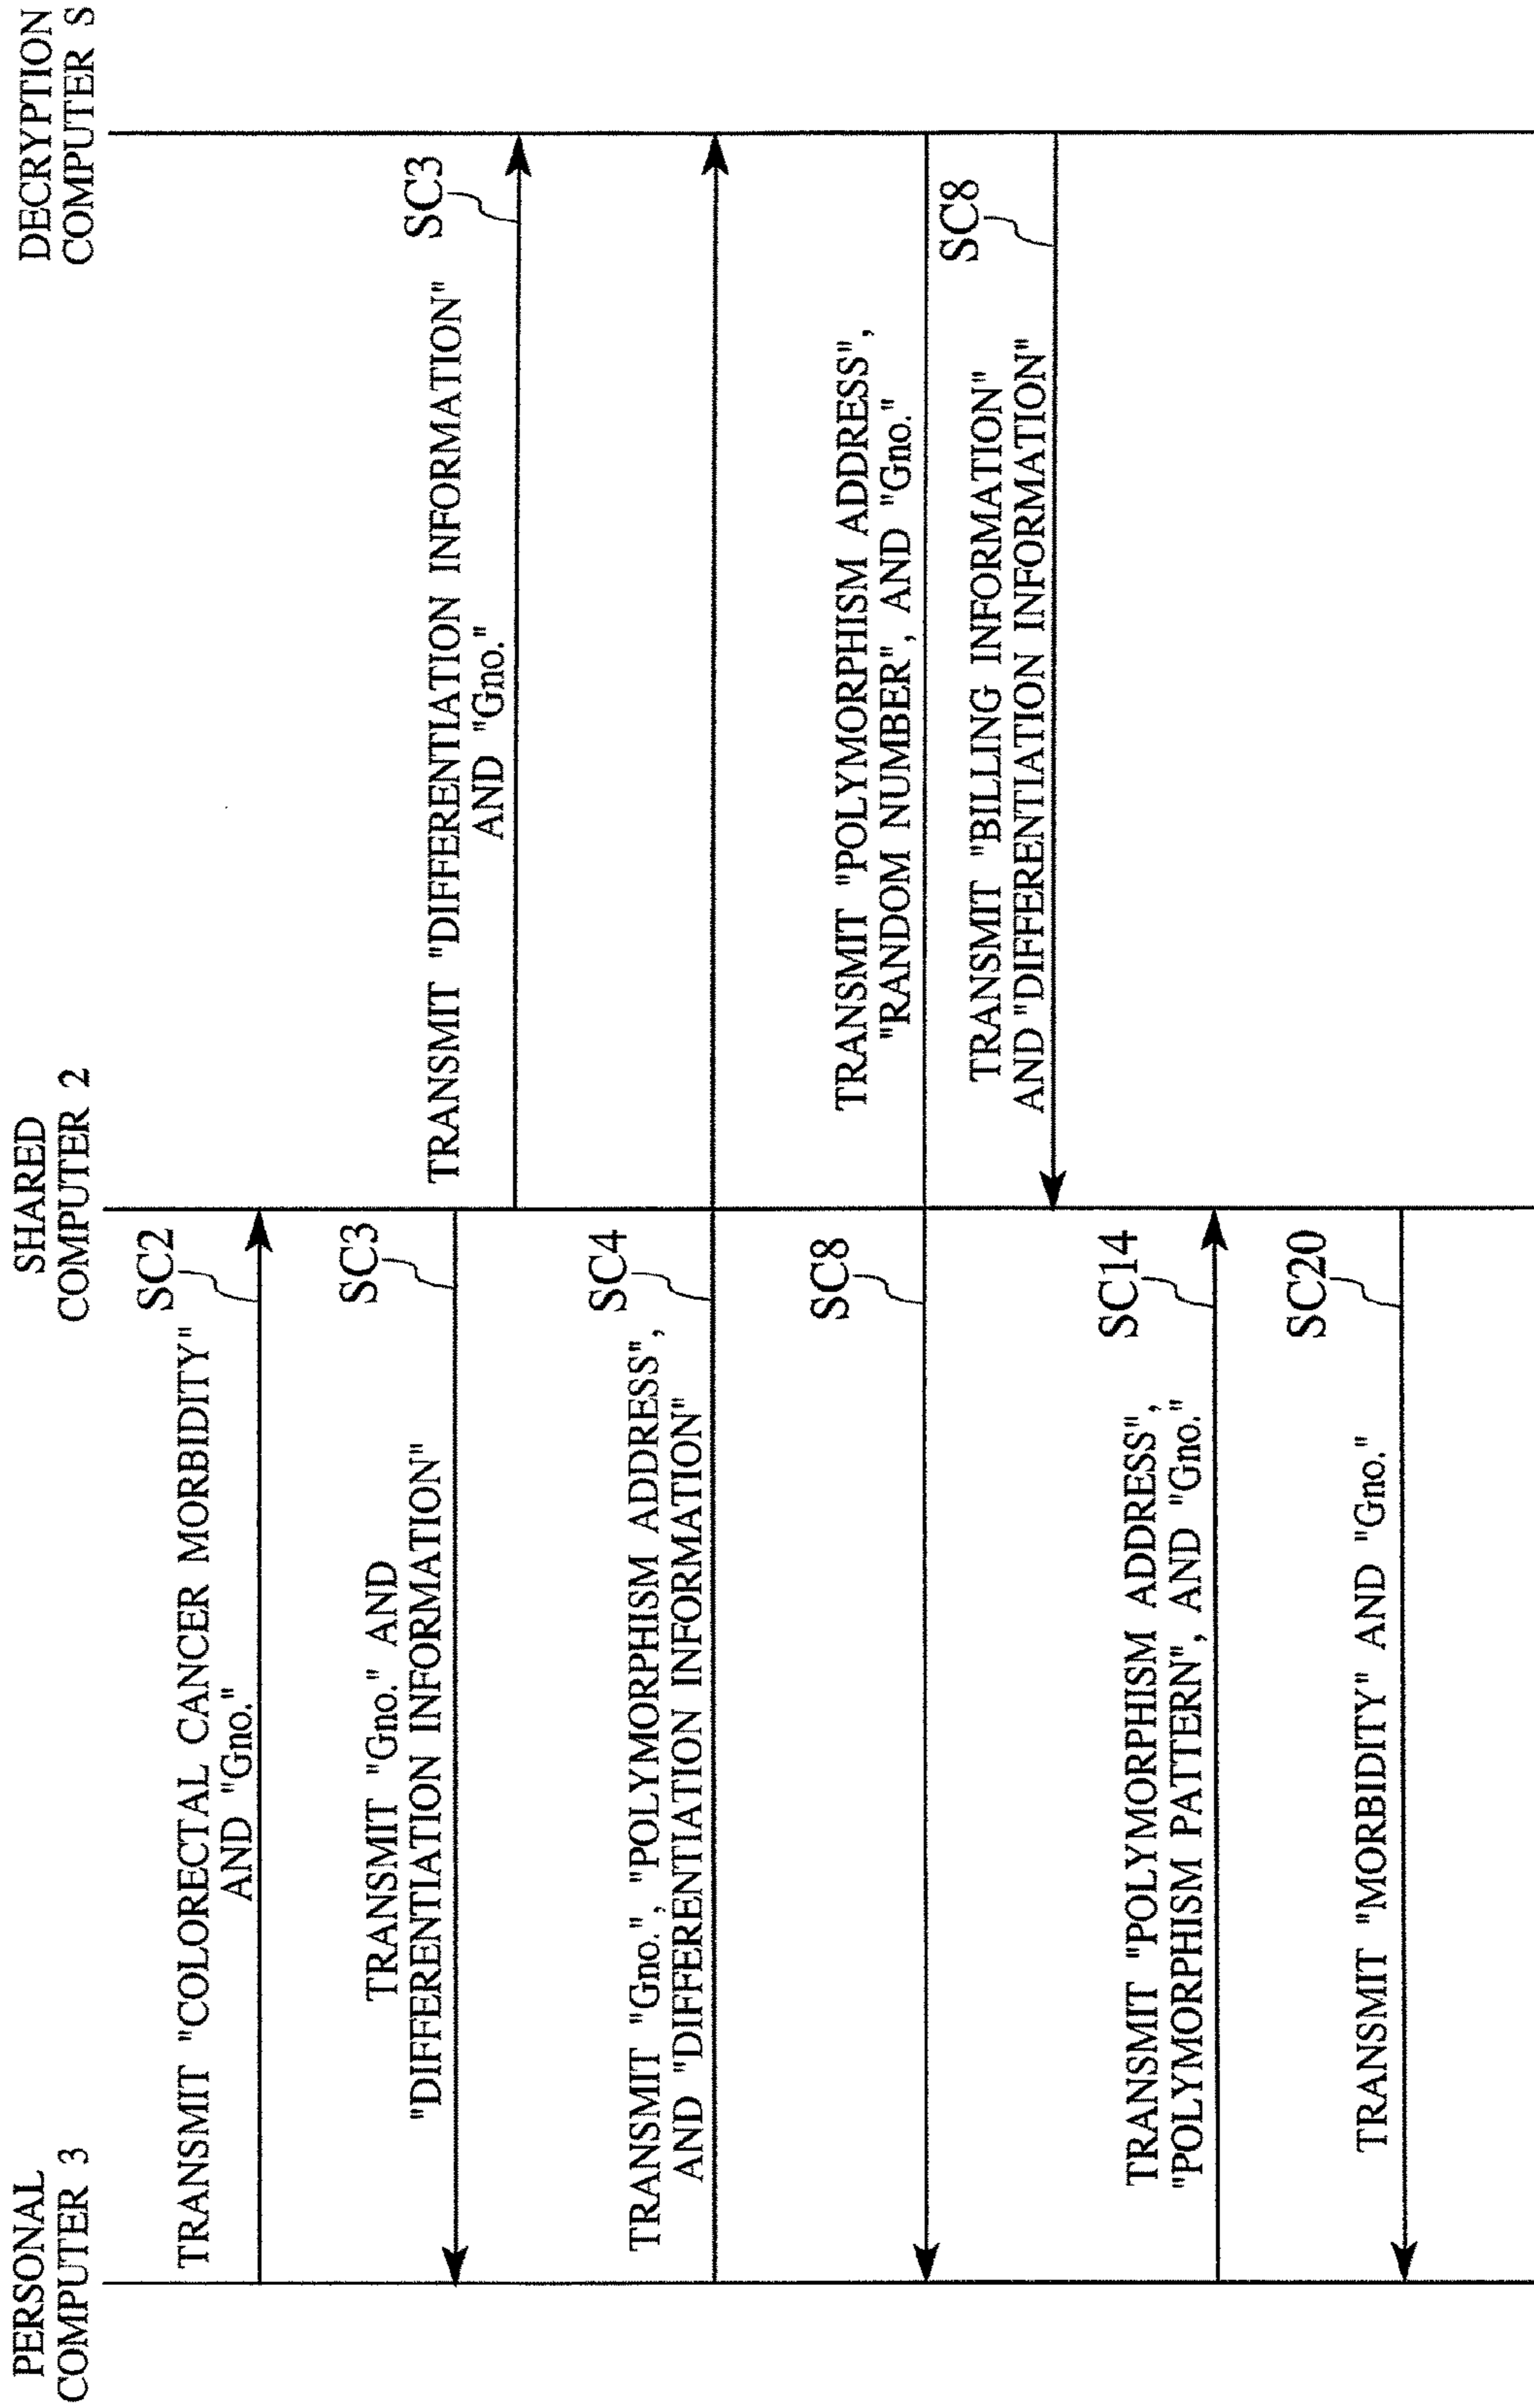 PERSONAL
COMPUTER 3
SHARED
COMPUTER 2
DECRYPTION
COMPUTER S
SC2
TRANSMIT "COLORECTAL CANCER MORBIDITY"
AND "Gno."
SC3
TRANSMIT "Gno." AND
"DIFFERENTIATION INFORMATION"
SC3
TRANSMIT "DIFFERENTIATION INFORMATION"
AND "Gno."
SC4
TRANSMIT "Gno.", "POLYMORPHISM ADDRESS",
AND "DIFFERENTIATION INFORMATION"
SC8
TRANSMIT "POLYMORPHISM ADDRESS",
"RANDOM NUMBER", AND "Gno."
SC8
TRANSMIT "BILLING INFORMATION"
AND "DIFFERENTIATION INFORMATION"
SC14
TRANSMIT "POLYMORPHISM ADDRESS",
"POLYMORPHISM PATTERN", AND "Gno."
SC20
TRANSMIT "MORBIDITY" AND "Gno."